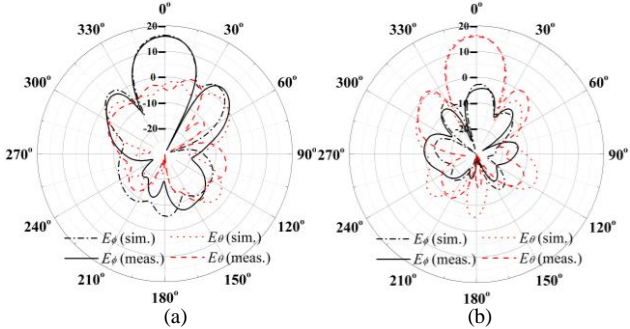 0° 0°
330° 20 30° 330° 20 30°
10 10
300° 0 60° 300° 0 60°
-10 -10
-20 -20
270° 90° 270° 90°
240° 120° 240° 120°
Eϕ (sim.) Eθ (sim,) Eϕ (sim.) Eθ (sim.)
Eϕ (meas.) Eθ (meas.) Eϕ (meas.) Eθ (meas.)
210° 150° 210° 150°
180° 180°
(a) (b)